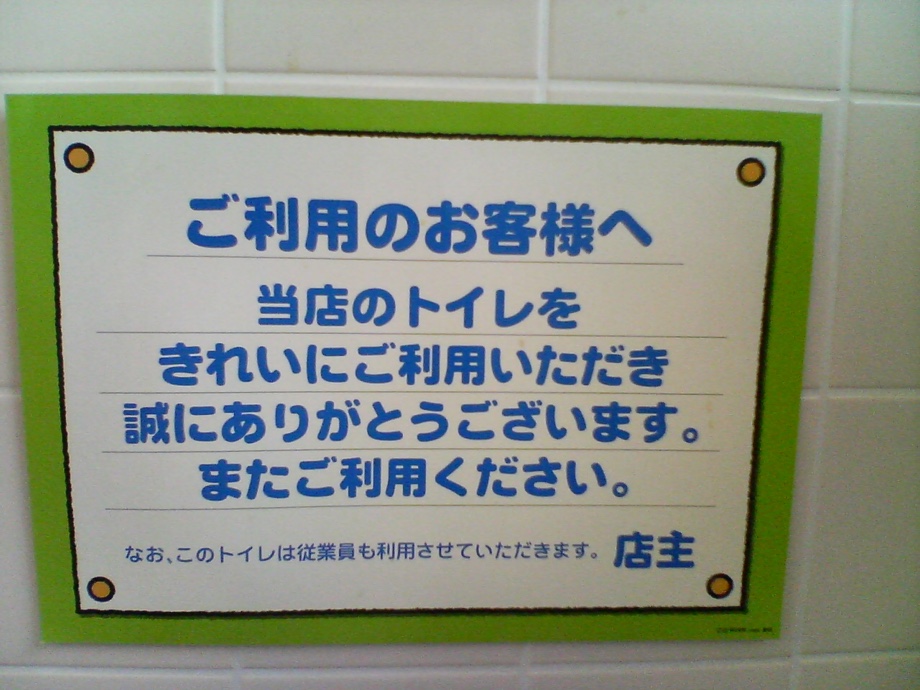 ご利用のお客様へ
当店のトイレを
きれいにご利用いただき
誠にありがとうございます。
またご利用ください。
なお、このトイレは従業員も利用させていただきます。 店主